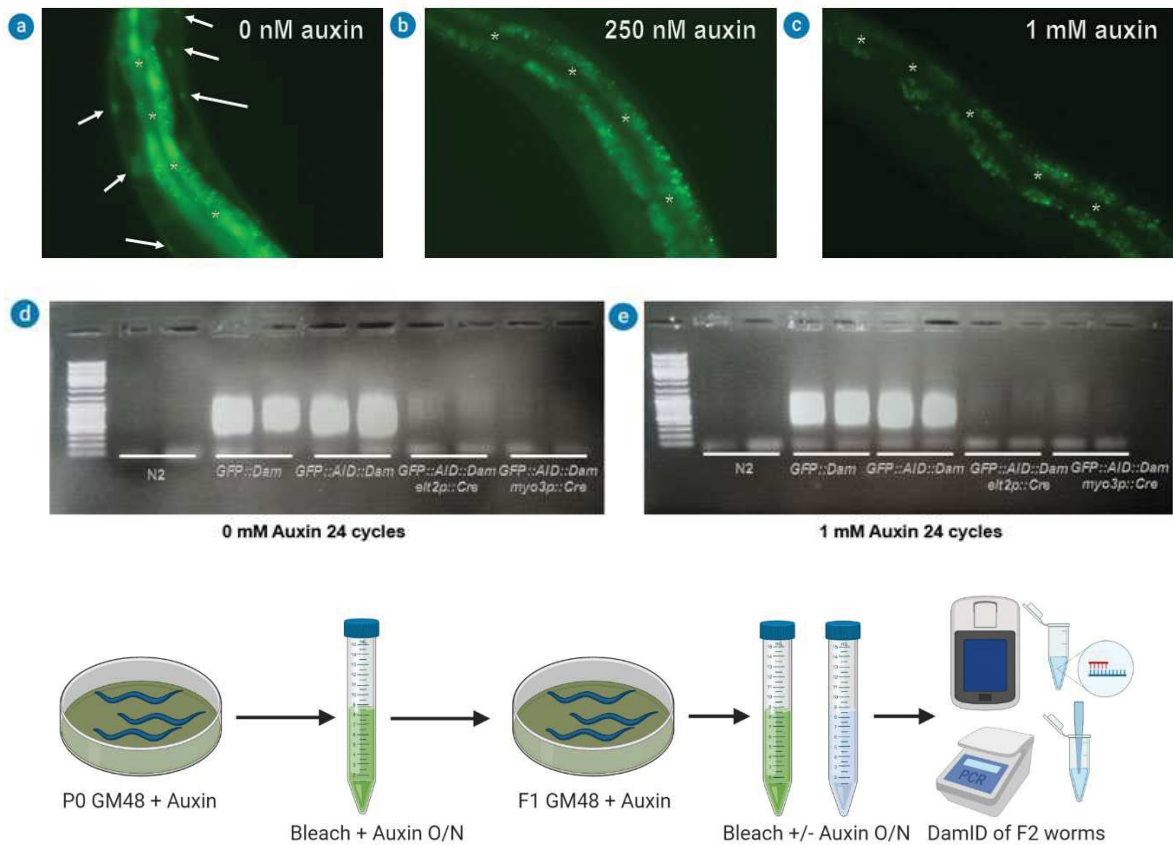 a
0 nM auxin
b
250 nM auxin
c
1 mM auxin
d
N2
GFP::Dam
GFP::AID::Dam
GFP::AID::Dam
elt2p::Cre
GFP::AID::Dam
myo3p::Cre
0 mM Auxin 24 cycles
e
N2
GFP::Dam
GFP::AID::Dam
GFP::AID::Dam
elt2p::Cre
GFP::AID::Dam
myo3p::Cre
1 mM Auxin 24 cycles
P0 GM48 + Auxin
Bleach + Auxin O/N
F1 GM48 + Auxin
Bleach +/- Auxin O/N
PCR
DamID of F2 worms